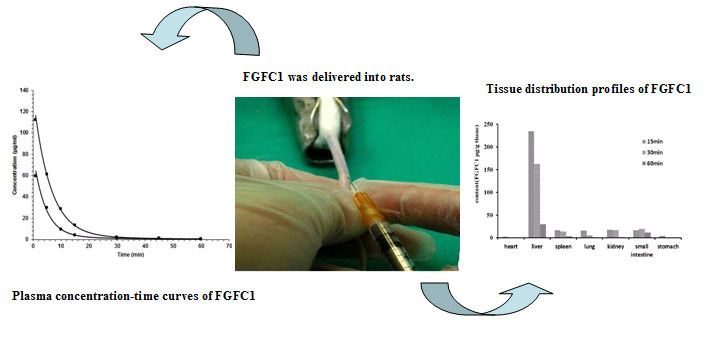 FGFC1 was delivered into rats.
Tissue distribution profiles of FGFC1
140
120
100
80
60
40
20
0
Concentration (μg/ml)
0 10 20 30 40 50 60 70
Time (min)
Plasma concentration-time curves of FGFC1
250
200
150
100
50
0
content(FGFC1 μg/g tissue)
15min
30min
60min
heart liver spleen lung kidney small stomach
intestine